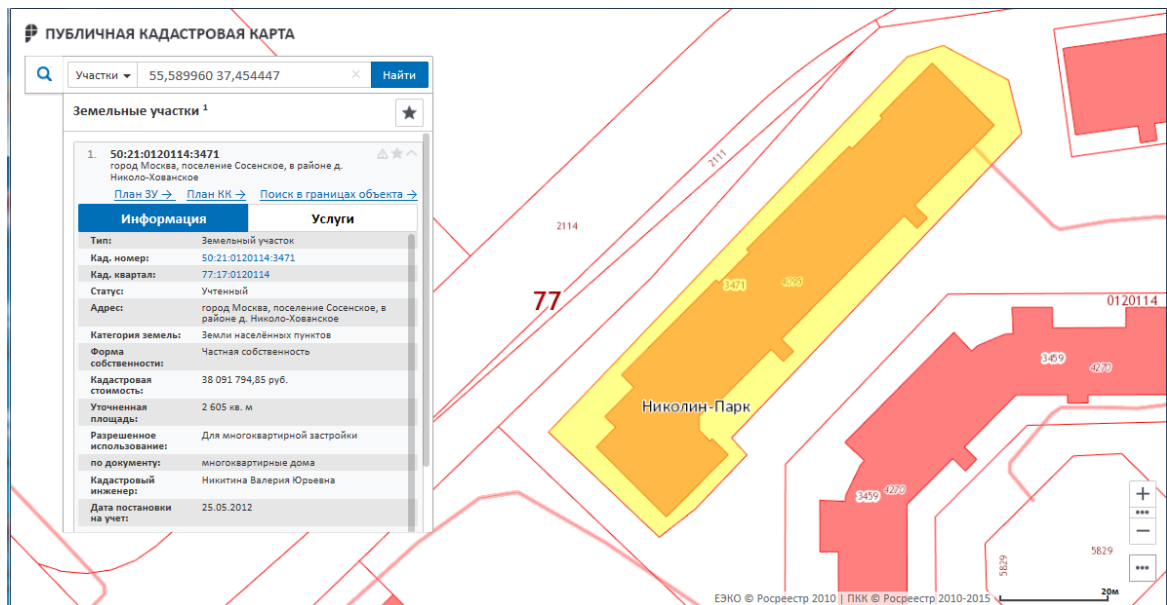 ПУБЛИЧНАЯ КАДАСТРОВАЯ КАРТА
Участки 55,589960 37,454447 × Найти
Земельные участки 1
1. 50:21:0120114:3471
город Москва, поселение Сосенское, в районе д.
Николо-Хованское
План ЗУ → План КК → Поиск в границах объекта →
Информация Услуги
Тип: Земельный участок
Кад. номер: 50:21:0120114:3471
Кад. квартал: 77:17:0120114
Статус: Учтенный
Адрес: город Москва, поселение Сосенское, в
районе д. Николо-Хованское
Категория земель: Земли населённых пунктов
Форма Частная собственность
собственности:
Кадастровая 38 091 794,85 руб.
стоимость:
Уточненная 2 605 кв. м
площадь:
Разрешенное Для многоквартирной застройки
использование:
по документу: многоквартирные дома
Кадастровый Никитина Валерия Юрьевна
инженер:
Дата постановки 25.05.2012
на учет:
2111
2114
77
3471 4095
0120114
3459
4270
Николин-Парк
3459 4270
5829
5829
20м
ЕЭКО © Росреестр 2010 | ПКК © Росреестр 2010-2015